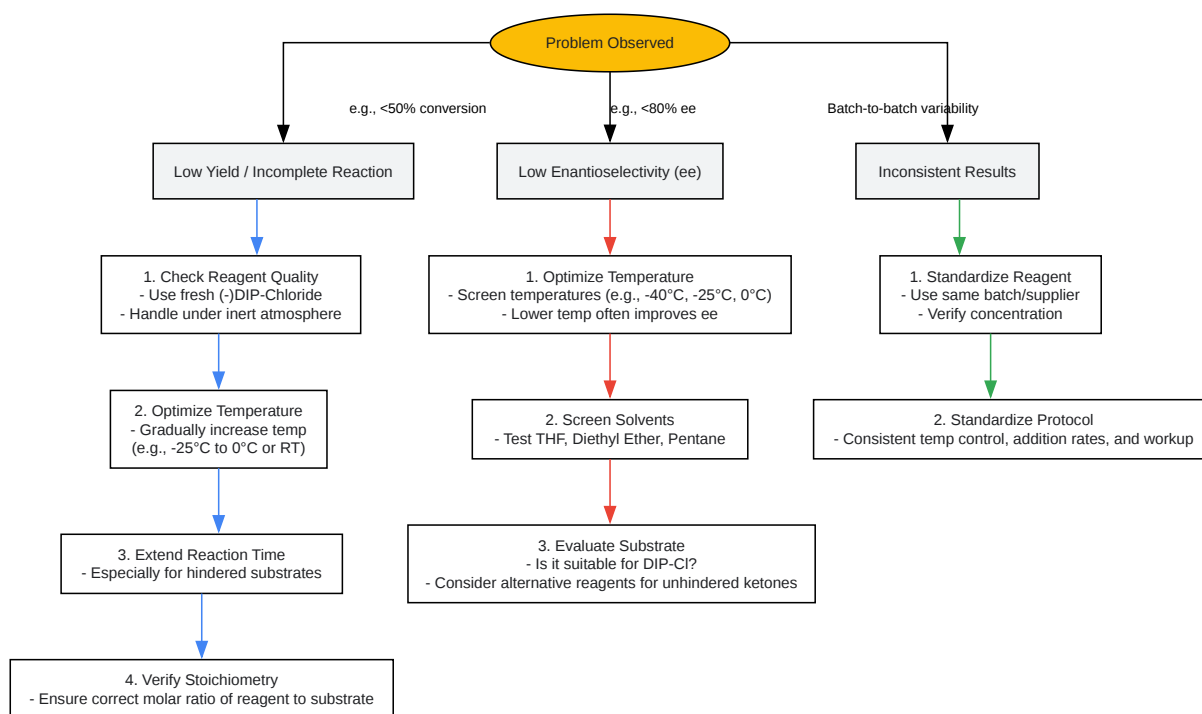 Problem Observed
e.g., <50% conversion
e.g., <80% ee
Batch-to-batch variability
Low Yield / Incomplete Reaction
Low Enantioselectivity (ee)
Inconsistent Results
1. Check Reagent Quality
- Use fresh (-)DIP-Chloride
- Handle under inert atmosphere
1. Optimize Temperature
- Screen temperatures (e.g., -40°C, -25°C, 0°C)
- Lower temp often improves ee
1. Standardize Reagent
- Use same batch/supplier
- Verify concentration
2. Optimize Temperature
- Gradually increase temp
(e.g., -25°C to 0°C or RT)
2. Screen Solvents
- Test THF, Diethyl Ether, Pentane
2. Standardize Protocol
- Consistent temp control, addition rates, and workup
3. Extend Reaction Time
- Especially for hindered substrates
3. Evaluate Substrate
- Is it suitable for DIP-Cl?
- Consider alternative reagents for unhindered ketones
4. Verify Stoichiometry
- Ensure correct molar ratio of reagent to substrate